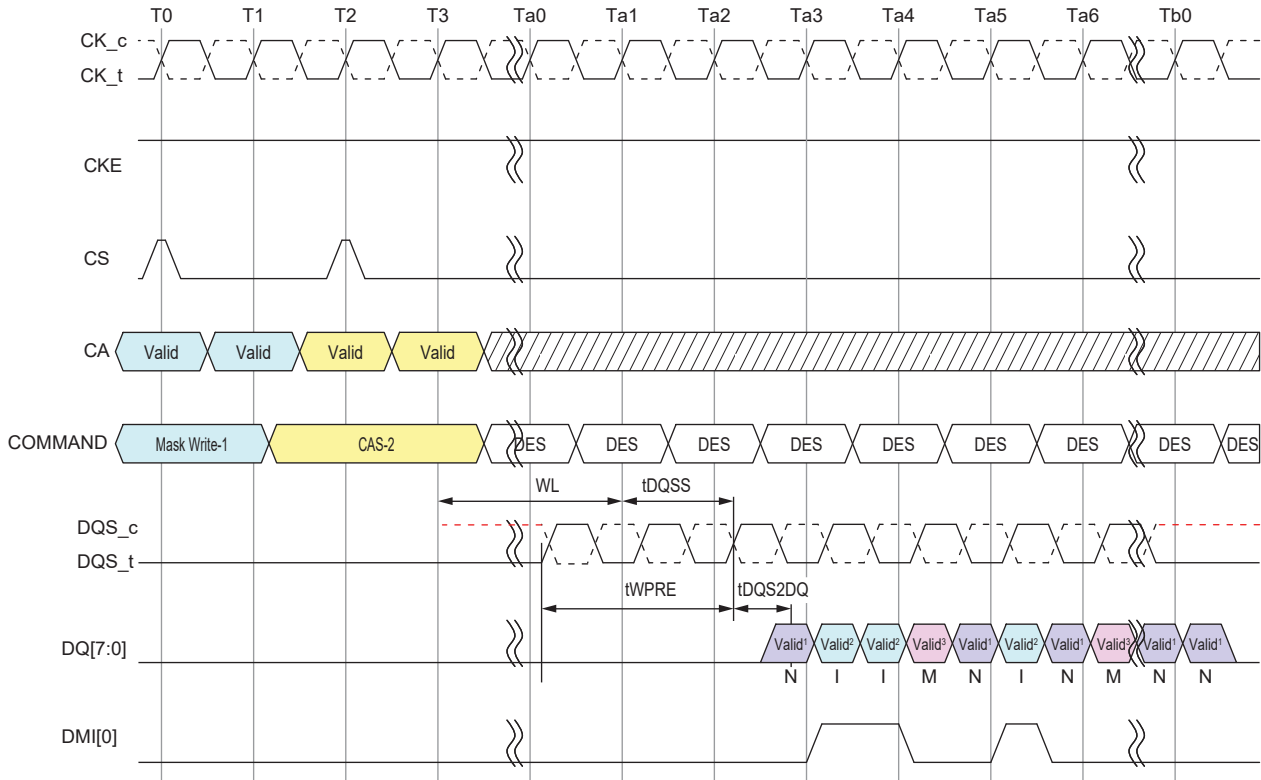 T0 T1 T2 T3 Ta0 Ta1 Ta2 Ta3 Ta4 Ta5 Ta6 Tb0
CK_c
CK_t
CKE
CS
CA Valid Valid Valid Valid
COMMAND Mask Write-1 CAS-2 DES DES DES DES DES DES DES DES DES
WL tDQSS
DQS_c
DQS_t
tWPRE tDQS2DQ
DQ[7:0] Valid¹ Valid² Valid² Valid³ Valid¹ Valid² Valid¹ Valid³ Valid¹ Valid¹
N I I M N I N M N N
DMI[0]